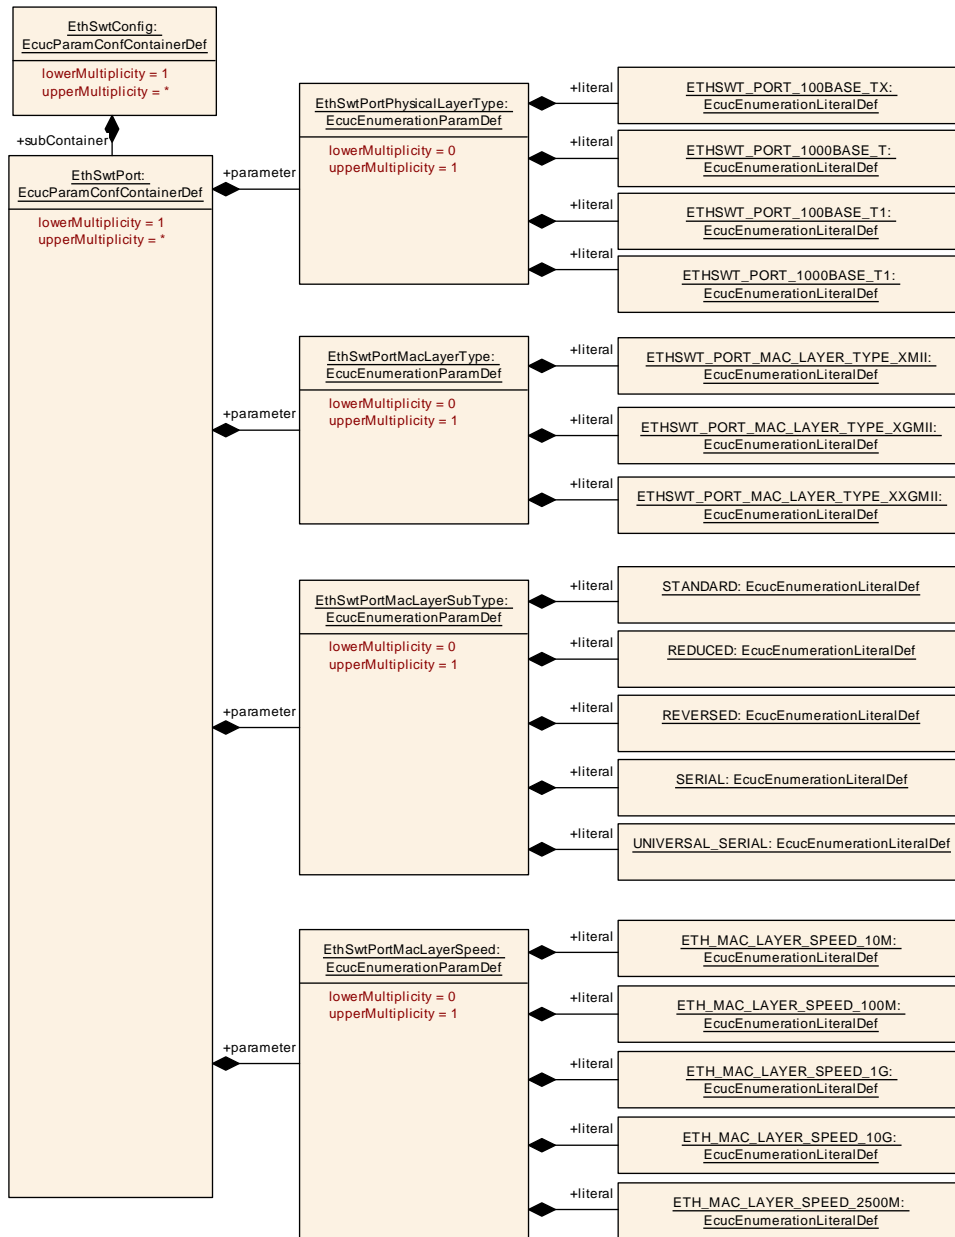 EthSwtConfig:
EcucParamConfContainerDef
lowerMultiplicity = 1
upperMultiplicity = *
+subContainer
EthSwtPort:
EcucParamConfContainerDef
lowerMultiplicity = 1
upperMultiplicity = *
+parameter
EthSwtPortPhysicalLayerType:
EcucEnumerationParamDef
lowerMultiplicity = 0
upperMultiplicity = 1
+literal
ETHSWT_PORT_100BASE_TX:
EcucEnumerationLiteralDef
+literal
ETHSWT_PORT_1000BASE_T:
EcucEnumerationLiteralDef
+literal
ETHSWT_PORT_100BASE_T1:
EcucEnumerationLiteralDef
+literal
ETHSWT_PORT_1000BASE_T1:
EcucEnumerationLiteralDef
+parameter
EthSwtPortMacLayerType:
EcucEnumerationParamDef
lowerMultiplicity = 0
upperMultiplicity = 1
+literal
ETHSWT_PORT_MAC_LAYER_TYPE_XMII:
EcucEnumerationLiteralDef
+literal
ETHSWT_PORT_MAC_LAYER_TYPE_XGMII:
EcucEnumerationLiteralDef
+literal
ETHSWT_PORT_MAC_LAYER_TYPE_XXGMII:
EcucEnumerationLiteralDef
+parameter
EthSwtPortMacLayerSubType:
EcucEnumerationParamDef
lowerMultiplicity = 0
upperMultiplicity = 1
+literal
STANDARD: EcucEnumerationLiteralDef
+literal
REDUCED: EcucEnumerationLiteralDef
+literal
REVERSED: EcucEnumerationLiteralDef
+literal
SERIAL: EcucEnumerationLiteralDef
+literal
UNIVERSAL_SERIAL: EcucEnumerationLiteralDef
+parameter
EthSwtPortMacLayerSpeed:
EcucEnumerationParamDef
lowerMultiplicity = 0
upperMultiplicity = 1
+literal
ETH_MAC_LAYER_SPEED_10M:
EcucEnumerationLiteralDef
+literal
ETH_MAC_LAYER_SPEED_100M:
EcucEnumerationLiteralDef
+literal
ETH_MAC_LAYER_SPEED_1G:
EcucEnumerationLiteralDef
+literal
ETH_MAC_LAYER_SPEED_10G:
EcucEnumerationLiteralDef
+literal
ETH_MAC_LAYER_SPEED_2500M:
EcucEnumerationLiteralDef